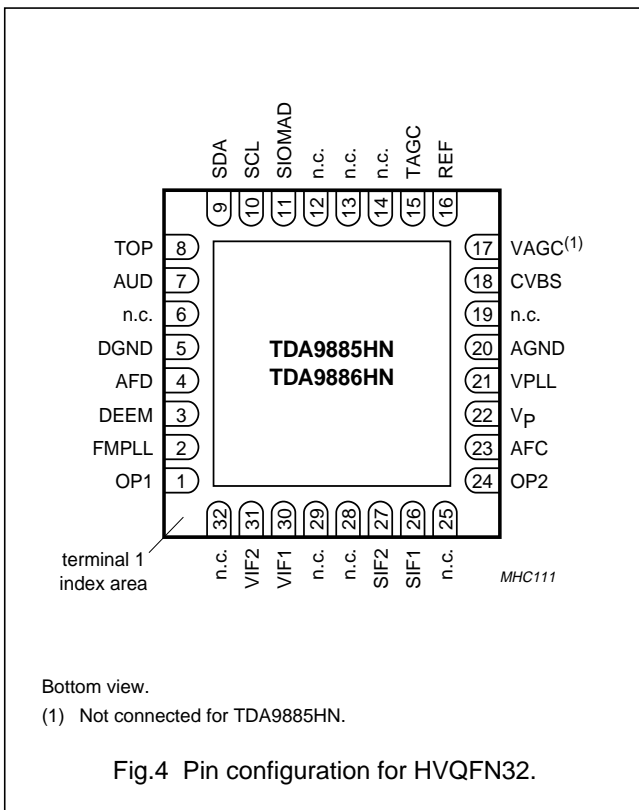 SDA
SCL
SIOMAD
n.c.
n.c.
n.c.
TAGC
REF
9
10
11
12
13
14
15
16
TOP 8
AUD 7
n.c. 6
DGND 5
AFD 4
DEEM 3
FMPLL 2
OP1 1
TDA9885HN
TDA9886HN
17 VAGC(1)
18 CVBS
19 n.c.
20 AGND
21 VPLL
22 VP
23 AFC
24 OP2
32
31
30
29
28
27
26
25
n.c.
VIF2
VIF1
n.c.
n.c.
SIF2
SIF1
n.c.
terminal 1
index area
MHC111
Bottom view.
(1) Not connected for TDA9885HN.
Fig.4 Pin configuration for HVQFN32.